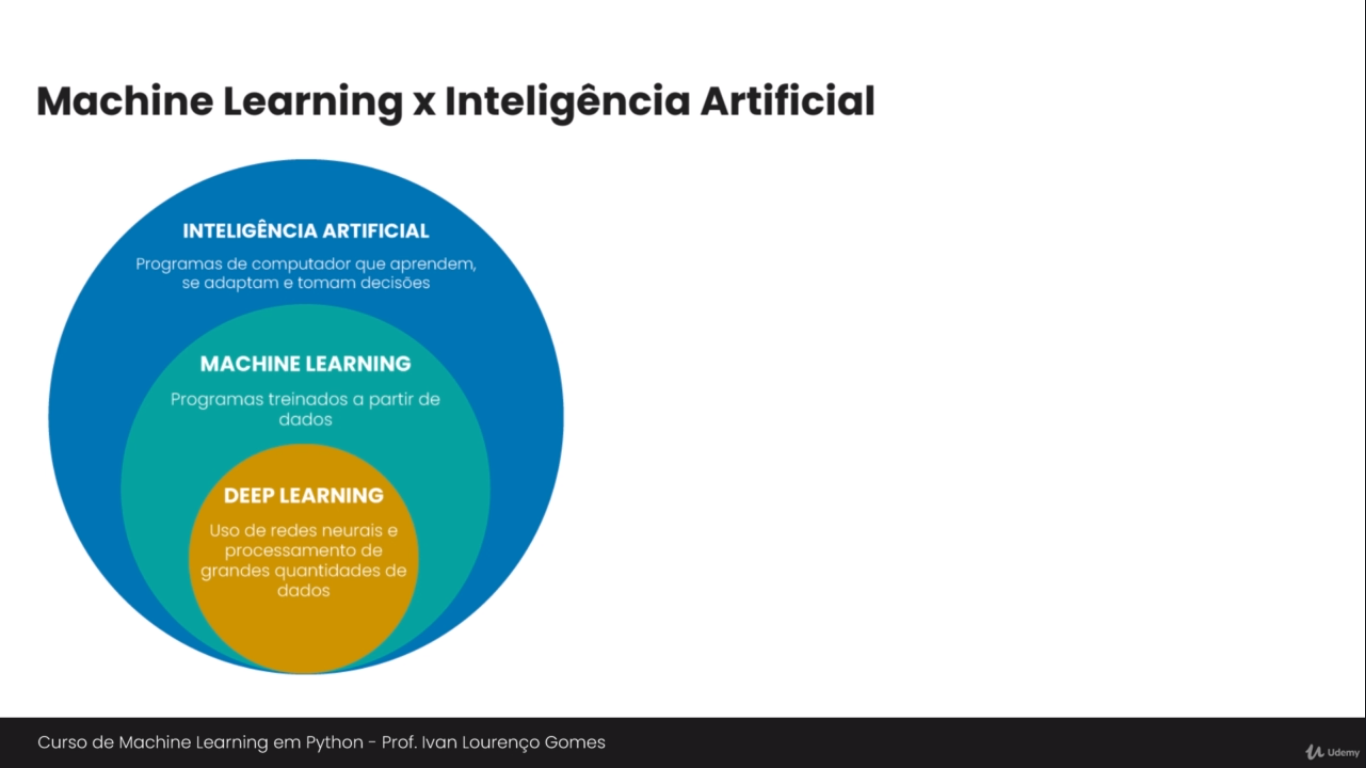 Machine Learning x Inteligência Artificial
INTELIGÊNCIA ARTIFICIAL
Programas de computador que aprendem,
se adaptam e tomam decisões
MACHINE LEARNING
Programas treinados a partir de
dados
DEEP LEARNING
Uso de redes neurais e
processamento de
grandes quantidades de
dados
Curso de Machine Learning em Python - Prof. Ivan Lourenço Gomes
Udemy